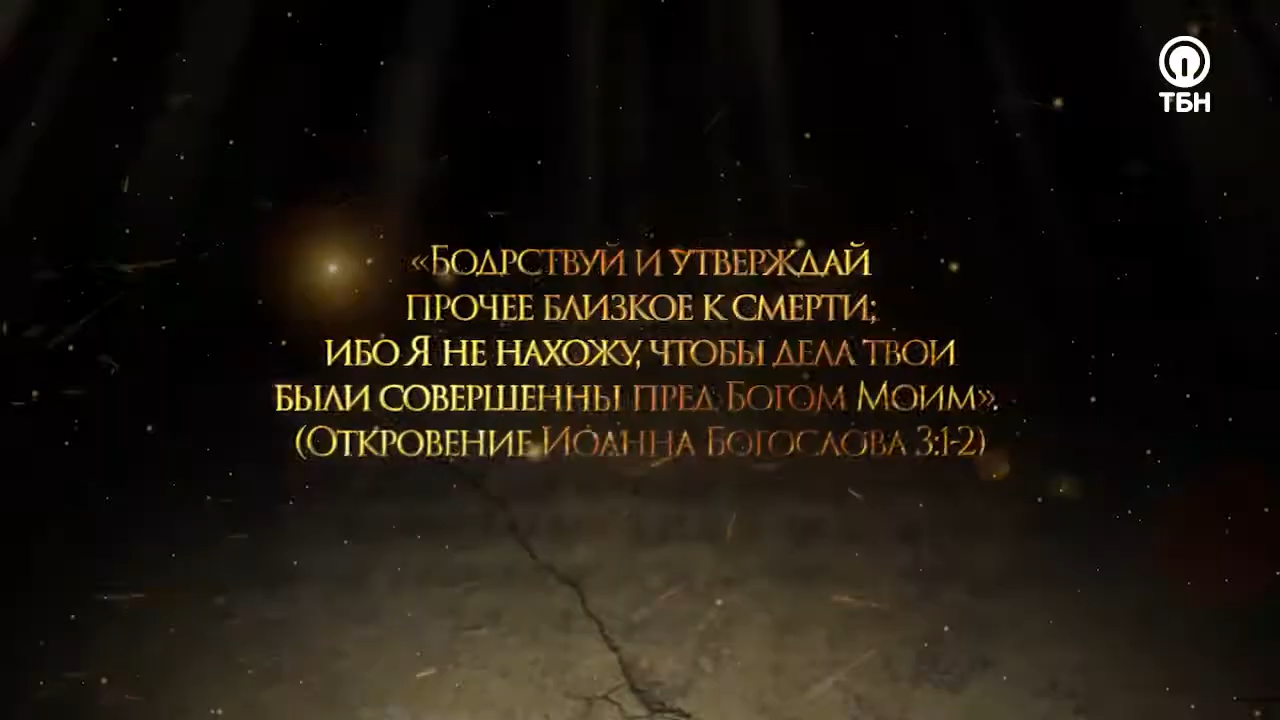 ТБН
«Бодрствуй и утверждай
прочее близкое к смерти;
ибо Я не нахожу, чтобы дела твои
были совершенны пред Богом Моим».
(Откровение Иоанна Богослова 3:1-2)